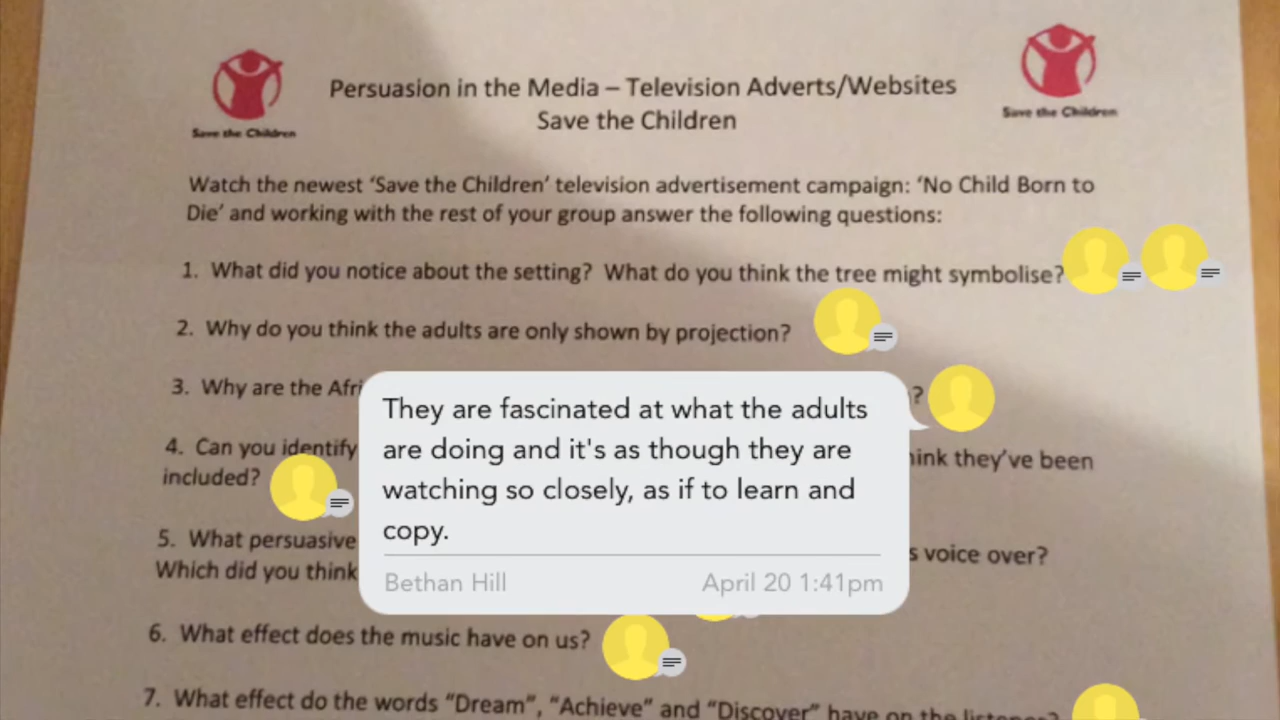 Save the Children
Save the Children
Persuasion in the Media – Television Adverts/Websites
Save the Children
Watch the newest ‘Save the Children’ television advertisement campaign: ‘No Child Born to
Die’ and working with the rest of your group answer the following questions:
1. What did you notice about the setting? What do you think the tree might symbolise?
2. Why do you think the adults are only shown by projection?
3. Why are the Afri ?
4. Can you identify hink they’ve been
included?
5. What persuasive s voice over?
Which did you think
They are fascinated at what the adults
are doing and it's as though they are
watching so closely, as if to learn and
copy.
Bethan Hill April 20 1:41pm
6. What effect does the music have on us?
7. What effect do the words “Dream”, “Achieve” and “Discover” have on the listener?